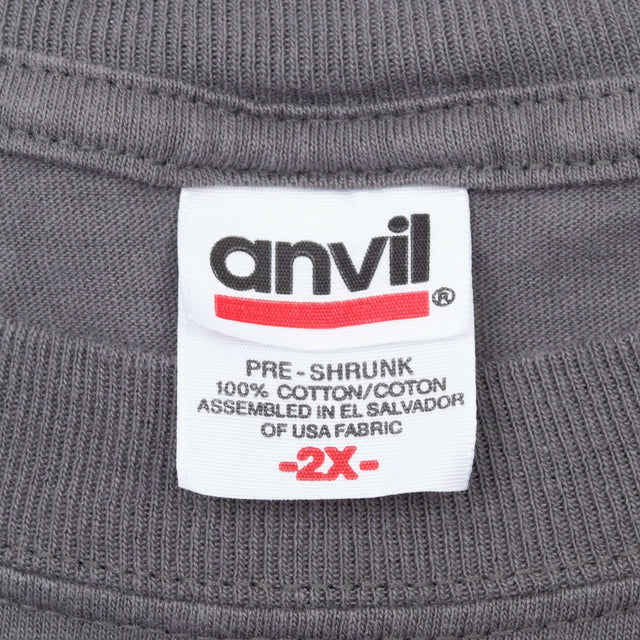 anvil
®
PRE-SHRUNK
100% COTTON/COTON
ASSEMBLED IN EL SALVADOR
OF USA FABRIC
-2X-